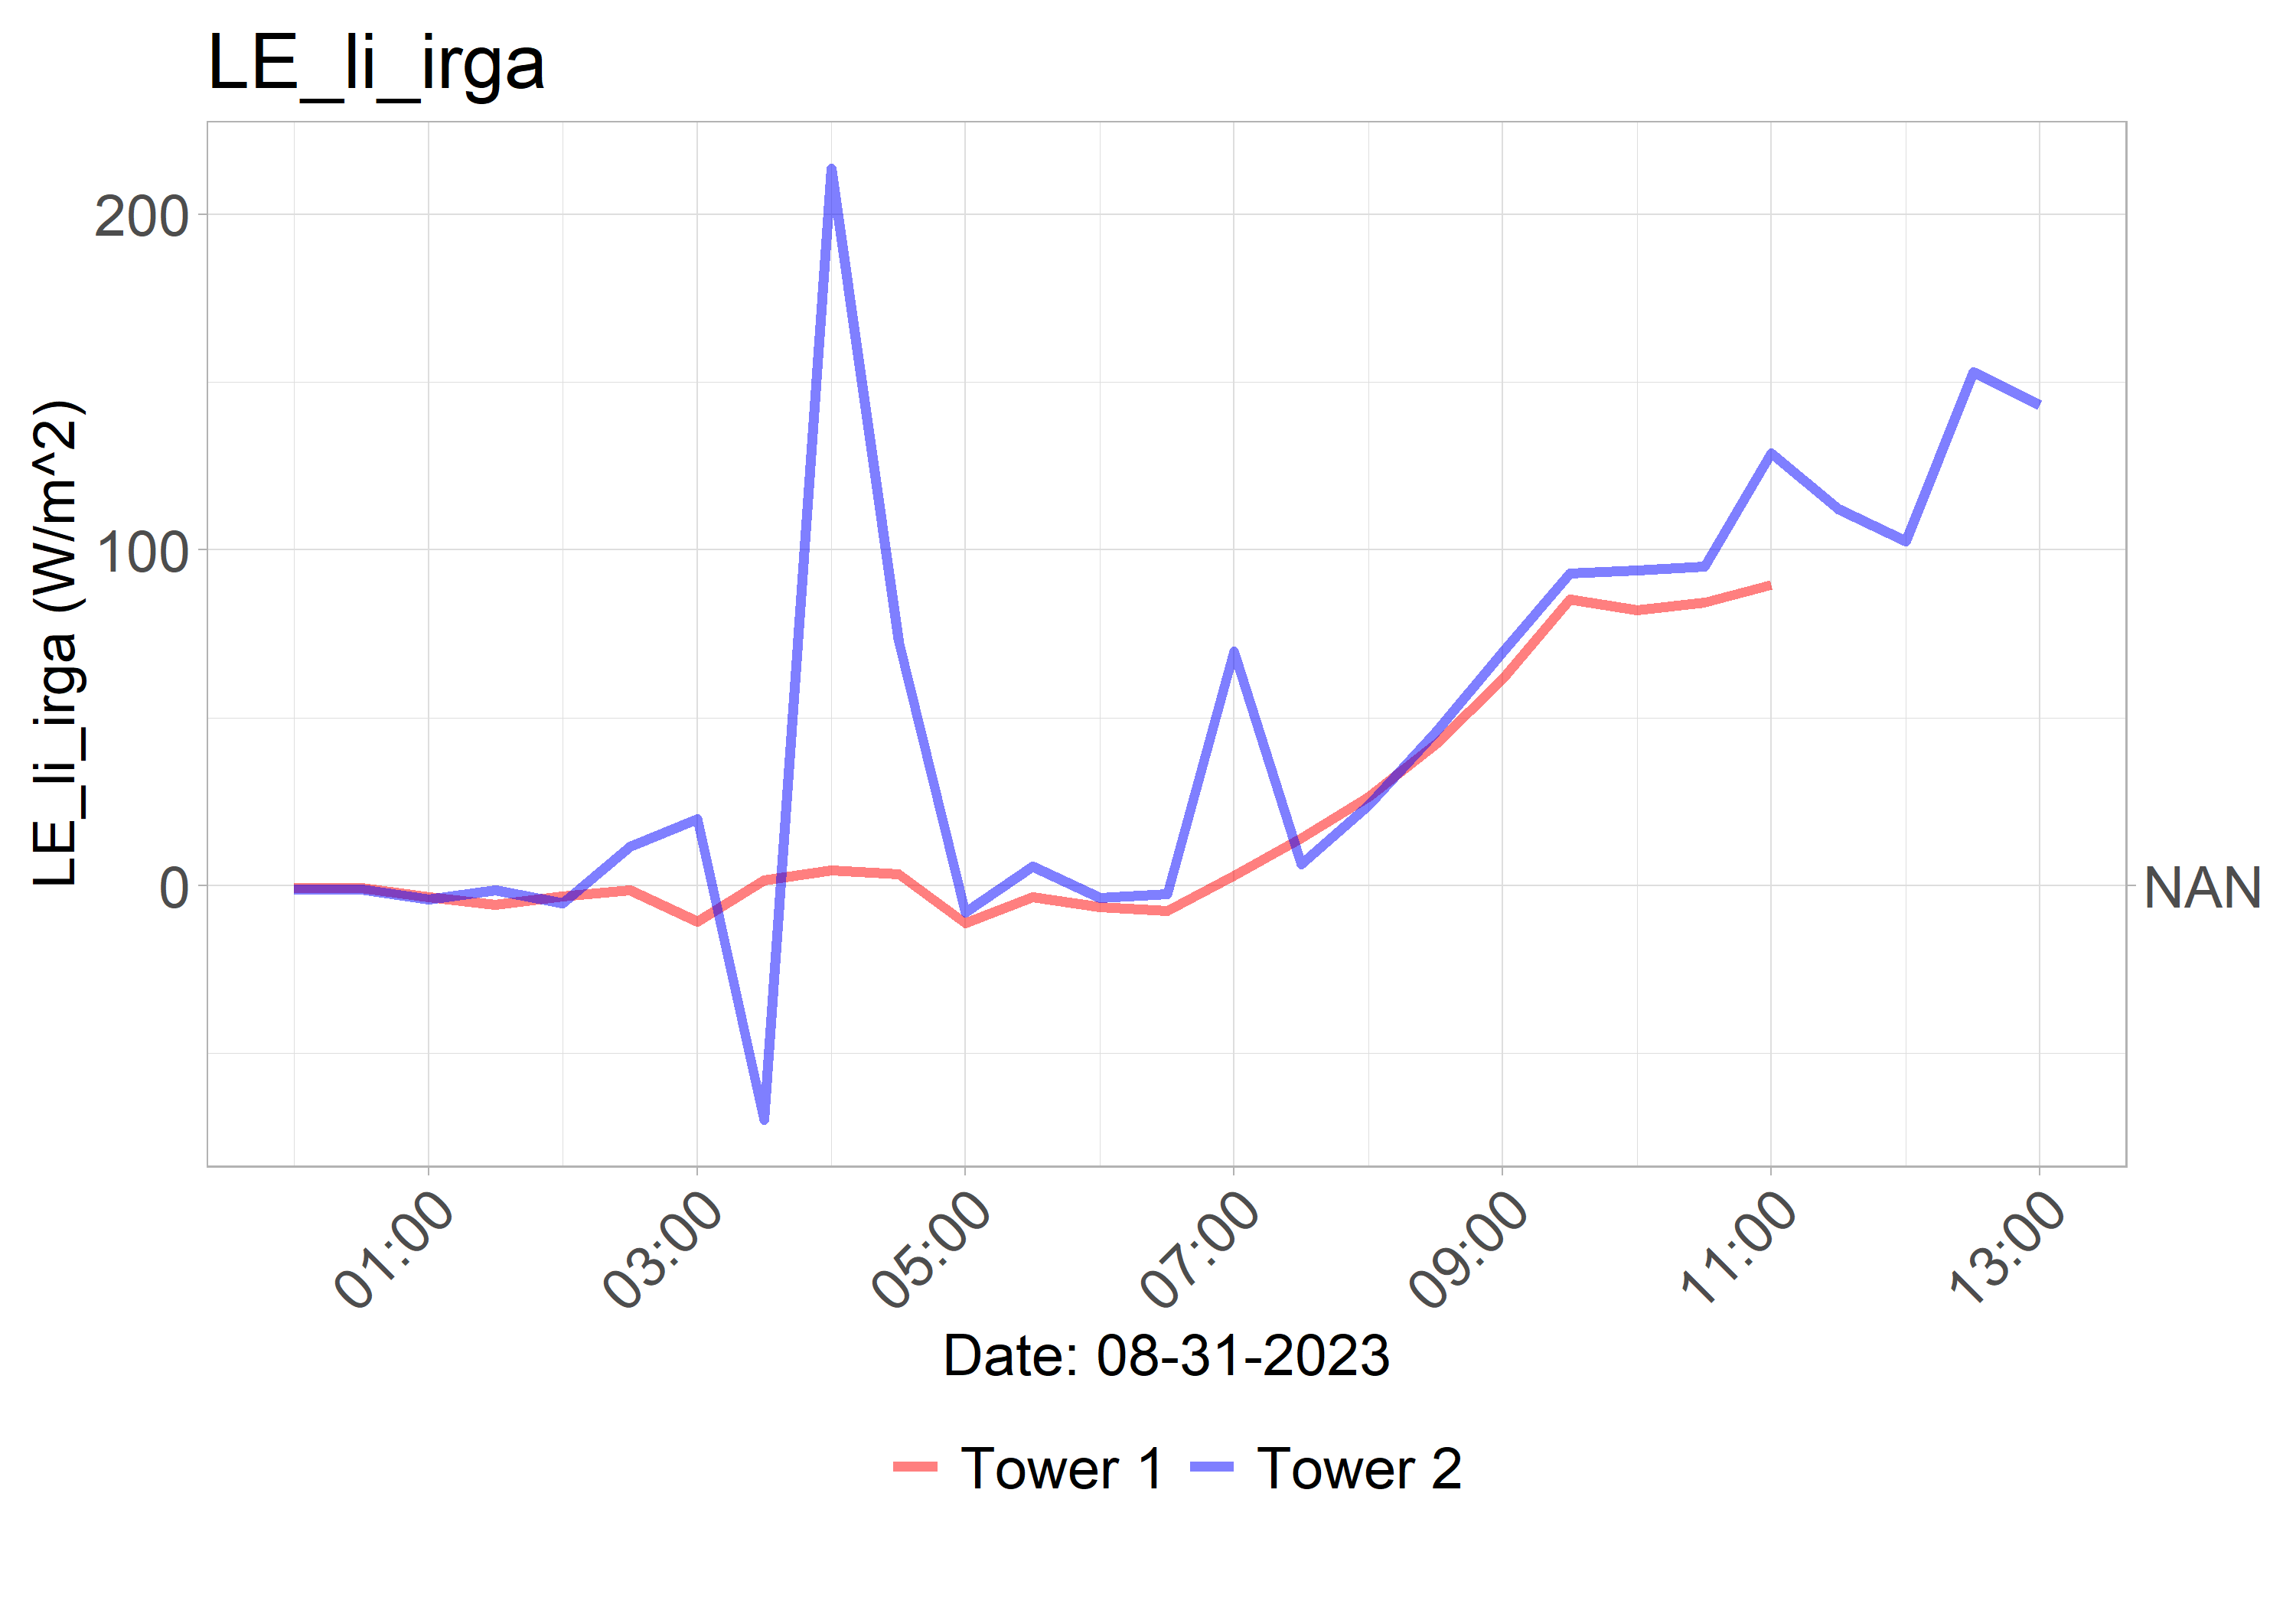 LE_li_irga
LE_li_irga (W/m^2)
200
100
0
NAN
01:00
03:00
05:00
07:00
09:00
11:00
13:00
Date: 08-31-2023
Tower 1
Tower 2